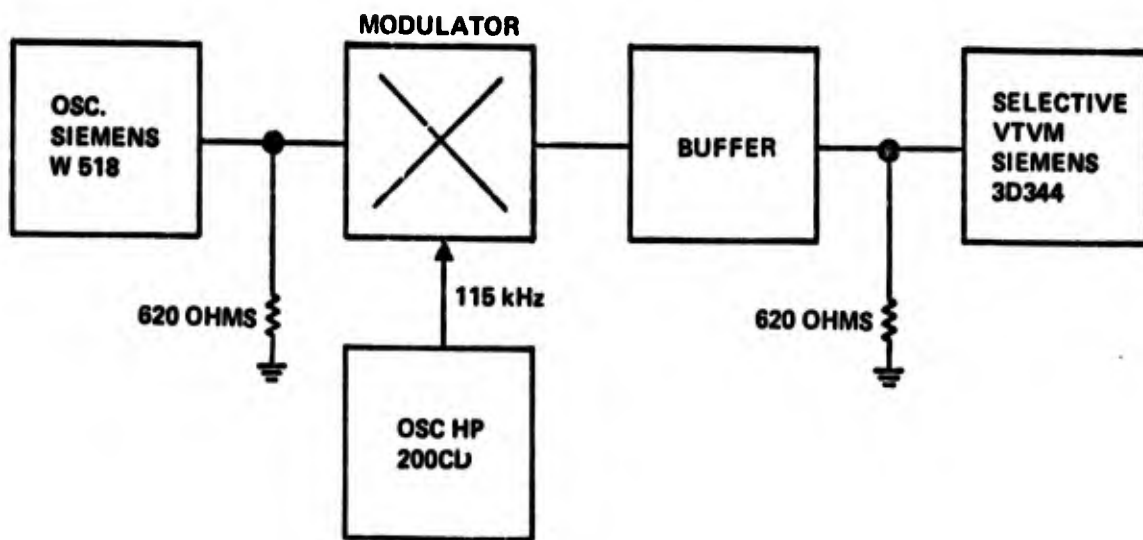 MODULATOR
OSC.
SIEMENS
W 518
BUFFER
SELECTIVE
VTVM
SIEMENS
3D344
115 kHz
620 OHMS
620 OHMS
OSC HP
200CD